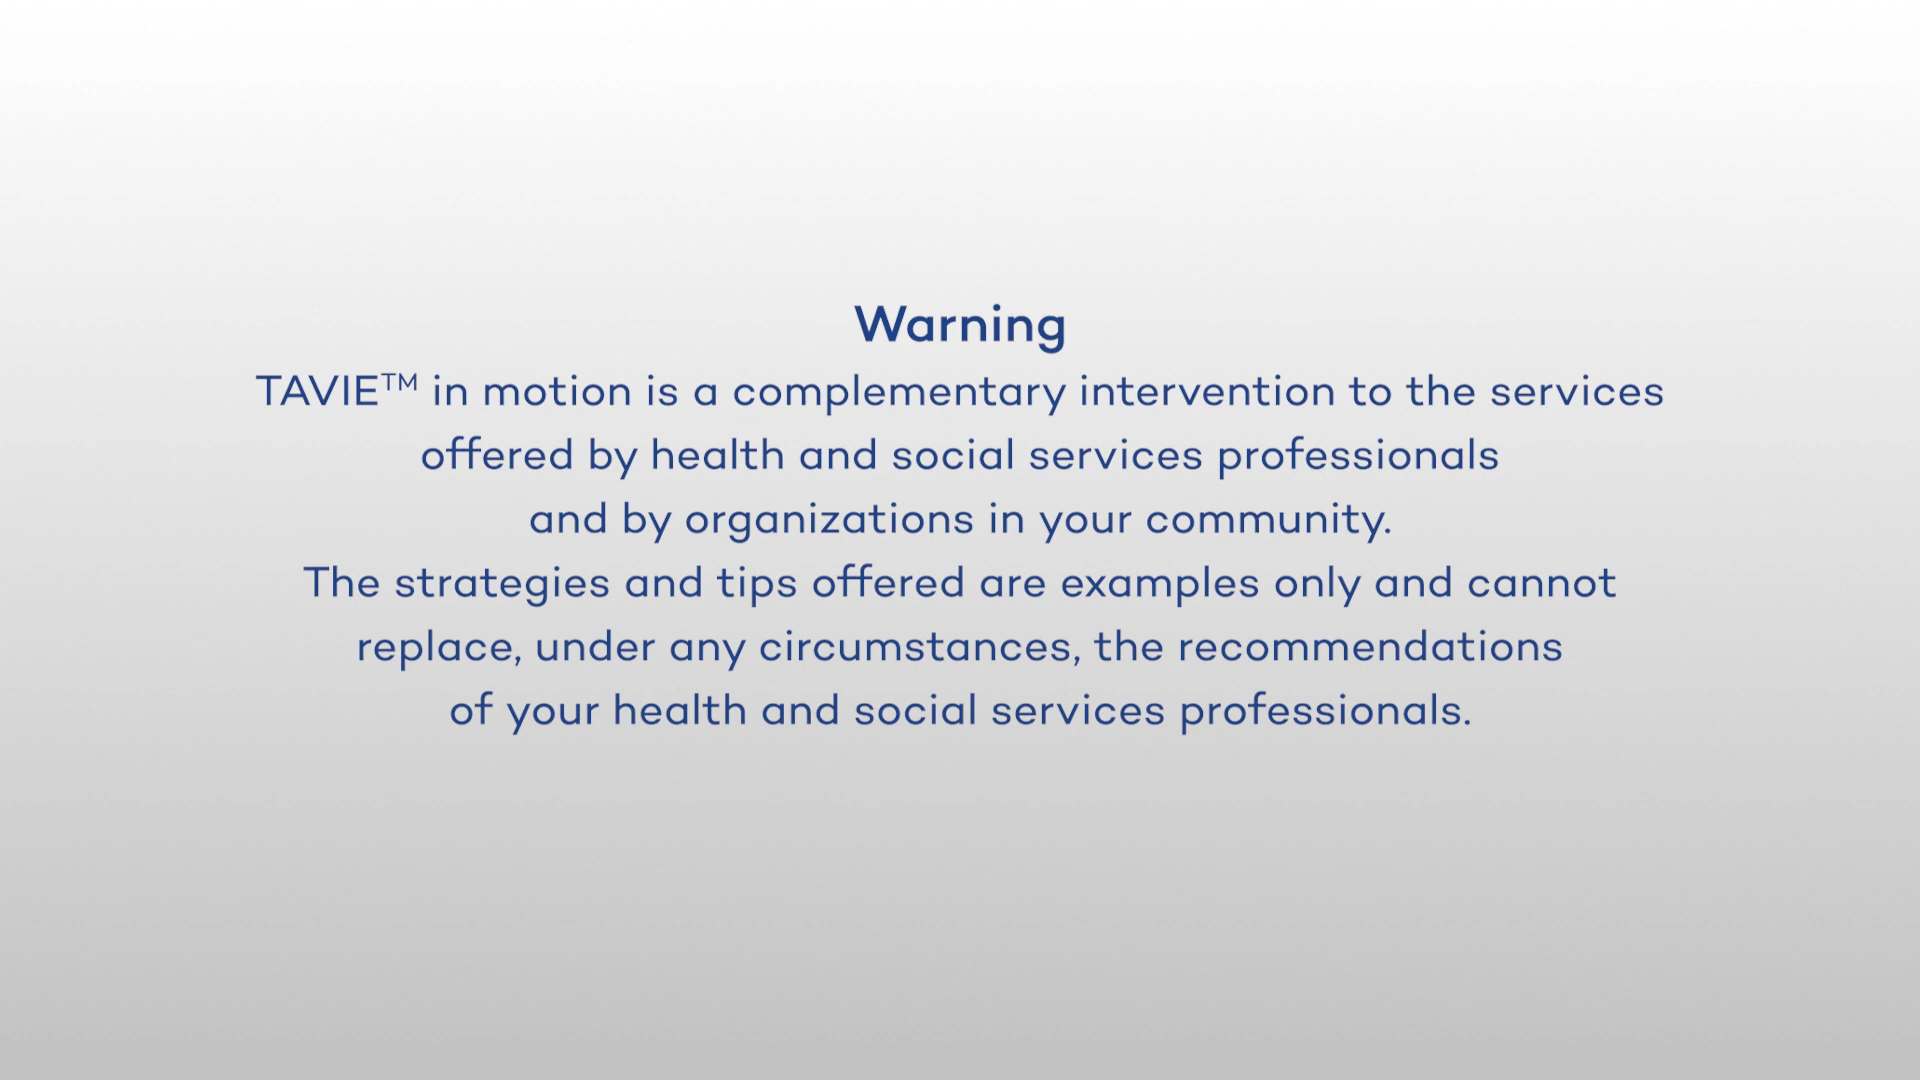 Warning
TAVIE™ in motion is a complementary intervention to the services
offered by health and social services professionals
and by organizations in your community.
The strategies and tips offered are examples only and cannot
replace, under any circumstances, the recommendations
of your health and social services professionals.